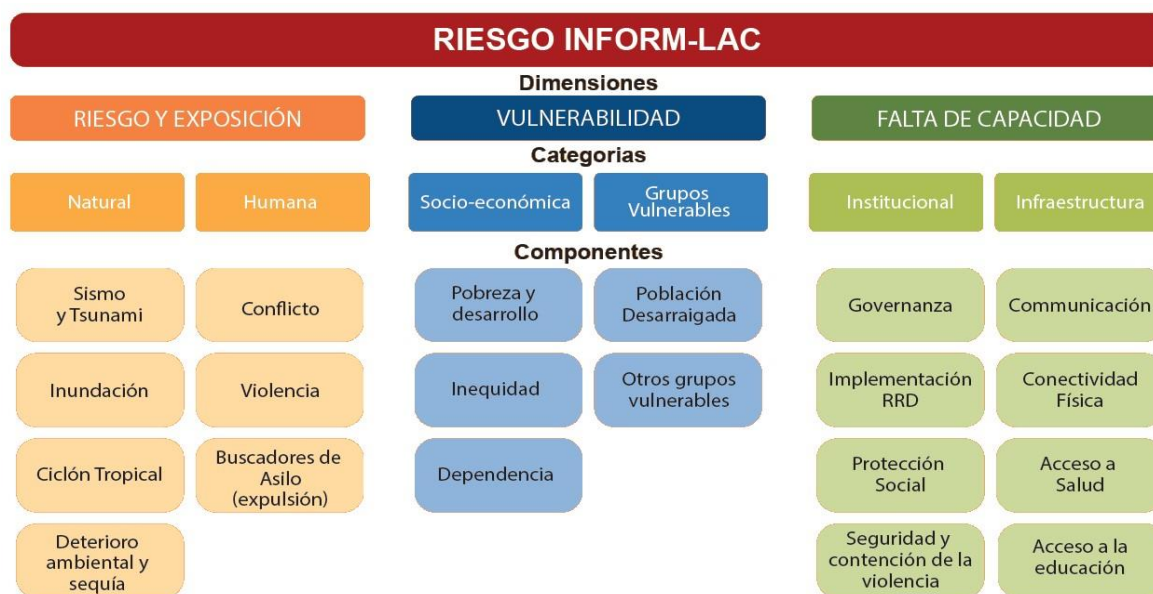 RIESGO INFORM-LAC
Dimensiones
RIESGO Y EXPOSICIÓN
VULNERABILIDAD
FALTA DE CAPACIDAD
Categorias
Natural
Humana
Socio-económica
Grupos
Vulnerables
Institucional
Infraestructura
Componentes
Sismo
y Tsunami
Conflicto
Pobreza y
desarrollo
Población
Desarraigada
Governanza
Communicación
Inundación
Violencia
Inequidad
Otros grupos
vulnerables
Implementación
RRD
Conectividad
Física
Ciclón Tropical
Buscadores de
Asilo
(expulsión)
Dependencia
Protección
Social
Acceso a
Salud
Deterioro
ambiental y
sequía
Seguridad y
contención de la
violencia
Acceso a la
educación